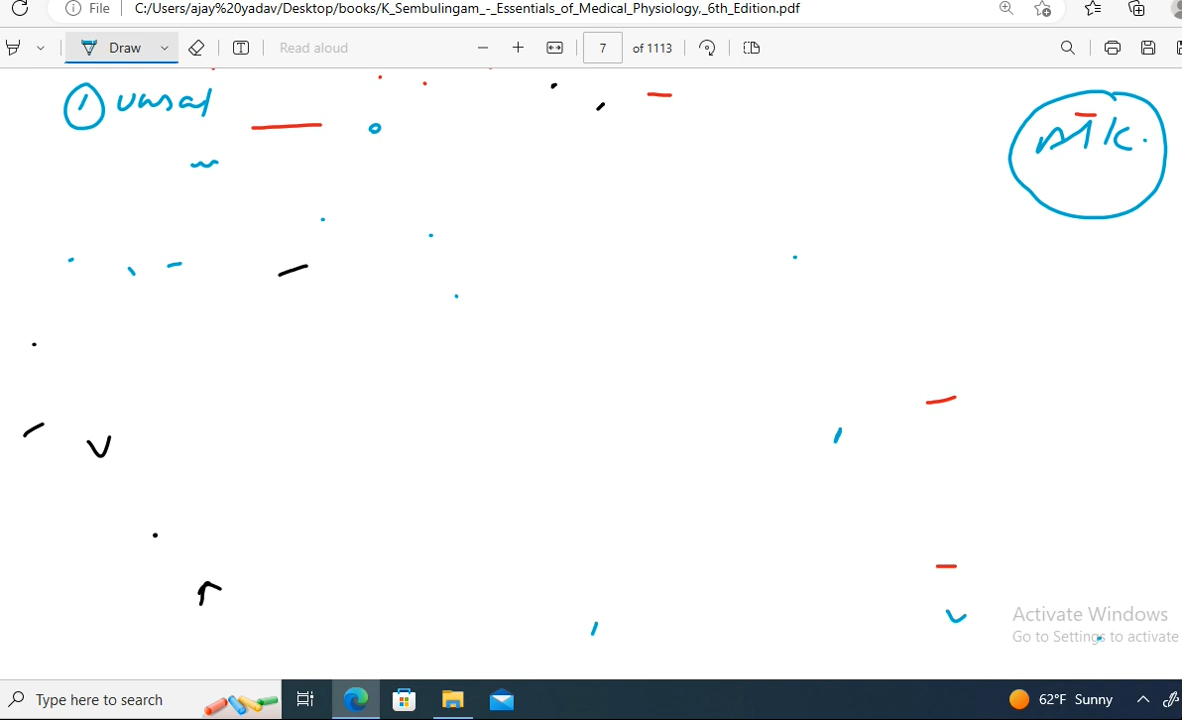 File C:/Users/ajay%20yadav/Desktop/books/K_Sembulingam_-_Essentials_of_Medical_Physiology,_6th_Edition.pdf
Draw Read aloud 7 of 1113
①
Activate Windows
Go to Settings to activate
Type here to search 62°F Sunny